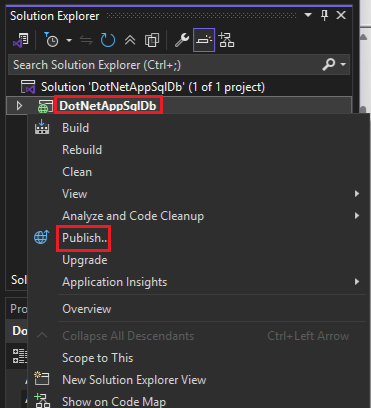 Solution Explorer
Search Solution Explorer (Ctrl+;)
Solution 'DotNetAppSqlDb' (1 of 1 project)
DotNetAppSqlDb
Build
Rebuild
Clean
View
Analyze and Code Cleanup
Publish...
Upgrade
Application Insights
Overview
Collapse All Descendants Ctrl+Left Arrow
Scope to This
New Solution Explorer View
Show on Code Map
Sol
Pro
Do